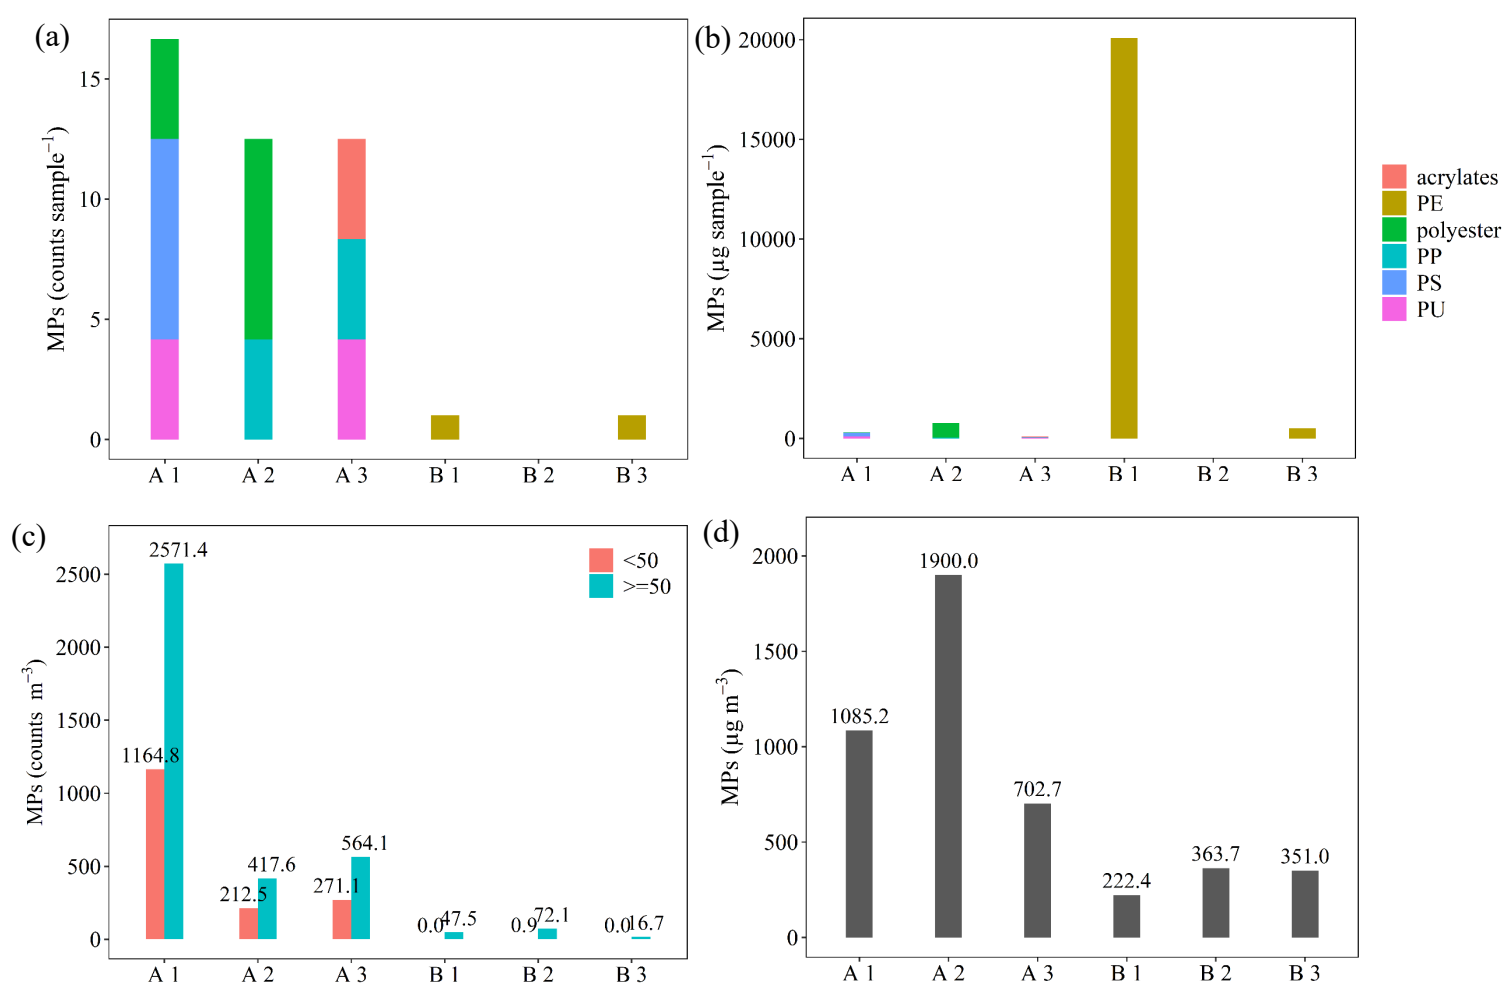 (a)
MPs (counts sample⁻¹)
15
10
5
0
A 1 A 2 A 3 B 1 B 2 B 3
(b)
MPs (µg sample⁻¹)
20000
15000
10000
5000
0
A 1 A 2 A 3 B 1 B 2 B 3
acrylates
PE
polyester
PP
PS
PU
(c)
MPs (counts m⁻³)
2500
2000
1500
1000
500
0
<50
>=50
1164.8 2571.4
212.5 417.6
271.1 564.1
0.0 47.5
0.9 72.1
0.0 16.7
A 1 A 2 A 3 B 1 B 2 B 3
(d)
MPs (µg m⁻³)
2000
1500
1000
500
0
1085.2
1900.0
702.7
222.4
363.7
351.0
A 1 A 2 A 3 B 1 B 2 B 3